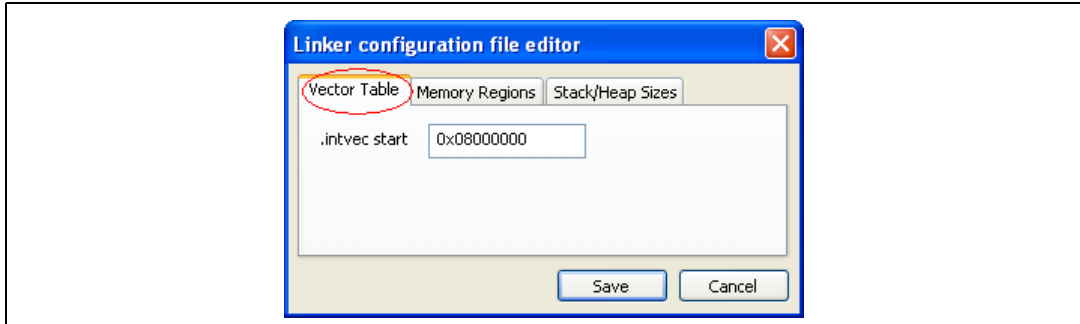 Linker configuration file editor
Vector Table Memory Regions Stack/Heap Sizes
.intvec start 0x08000000
Save Cancel